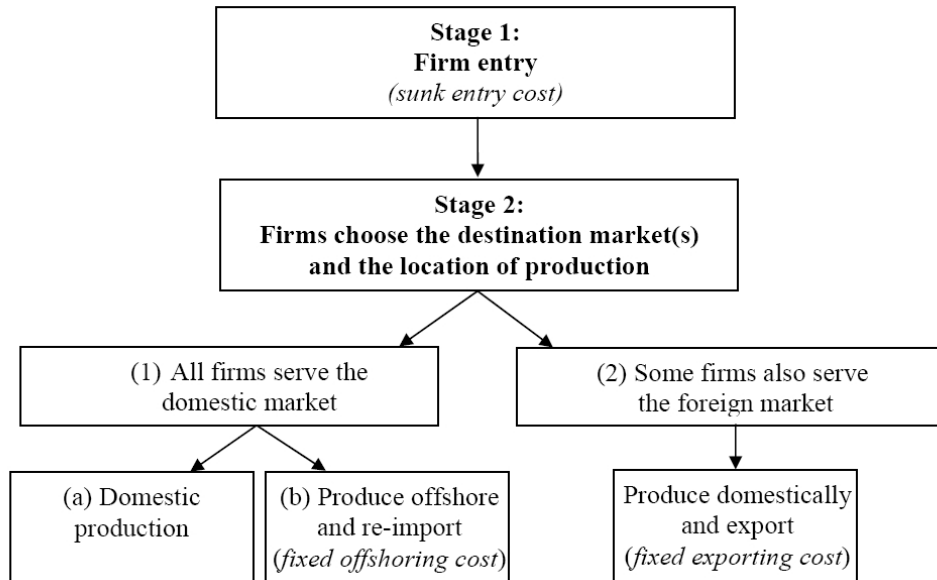 Stage 1:
Firm entry
(sunk entry cost)
Stage 2:
Firms choose the destination market(s)
and the location of production
(1) All firms serve the
domestic market
(2) Some firms also serve
the foreign market
(a) Domestic
production
(b) Produce offshore
and re-import
(fixed offshoring cost)
Produce domestically
and export
(fixed exporting cost)